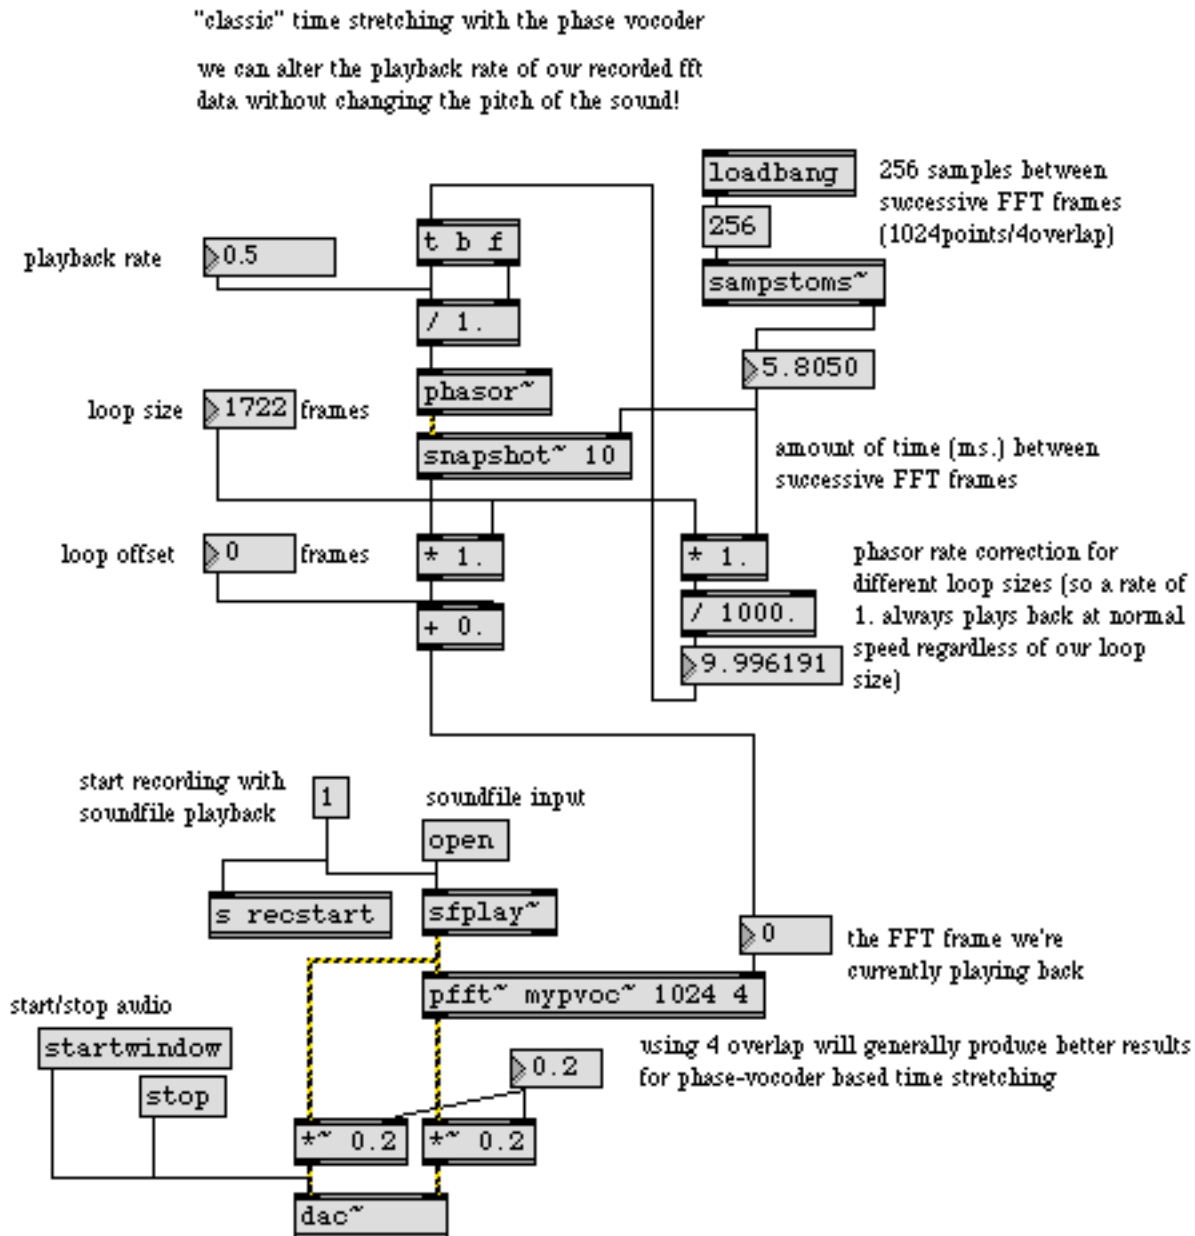 "classic" time stretching with the phase vocoder
we can alter the playback rate of our recorded fft
data without changing the pitch of the sound!
loadbang
256 samples between
successive FFT frames
(1024points/4overlap)
256
t b f
playback rate
0.5
sampstoms~
/ 1.
5.8050
phasor~
loop size
1722
frames
snapshot~ 10
amount of time (ms.) between
successive FFT frames
loop offset
0
frames
* 1.
* 1.
phasor rate correction for
different loop sizes (so a rate of
1. always plays back at normal
speed regardless of our loop
size)
/ 1000.
+ 0.
9.996191
start recording with
soundfile playback
1
soundfile input
open
s recstart
sfplay~
0
the FFT frame we're
currently playing back
pfft~ mypvoc~ 1024 4
start/stop audio
startwindow
stop
0.2
using 4 overlap will generally produce better results
for phase-vocoder based time stretching
*~ 0.2
*~ 0.2
dac~